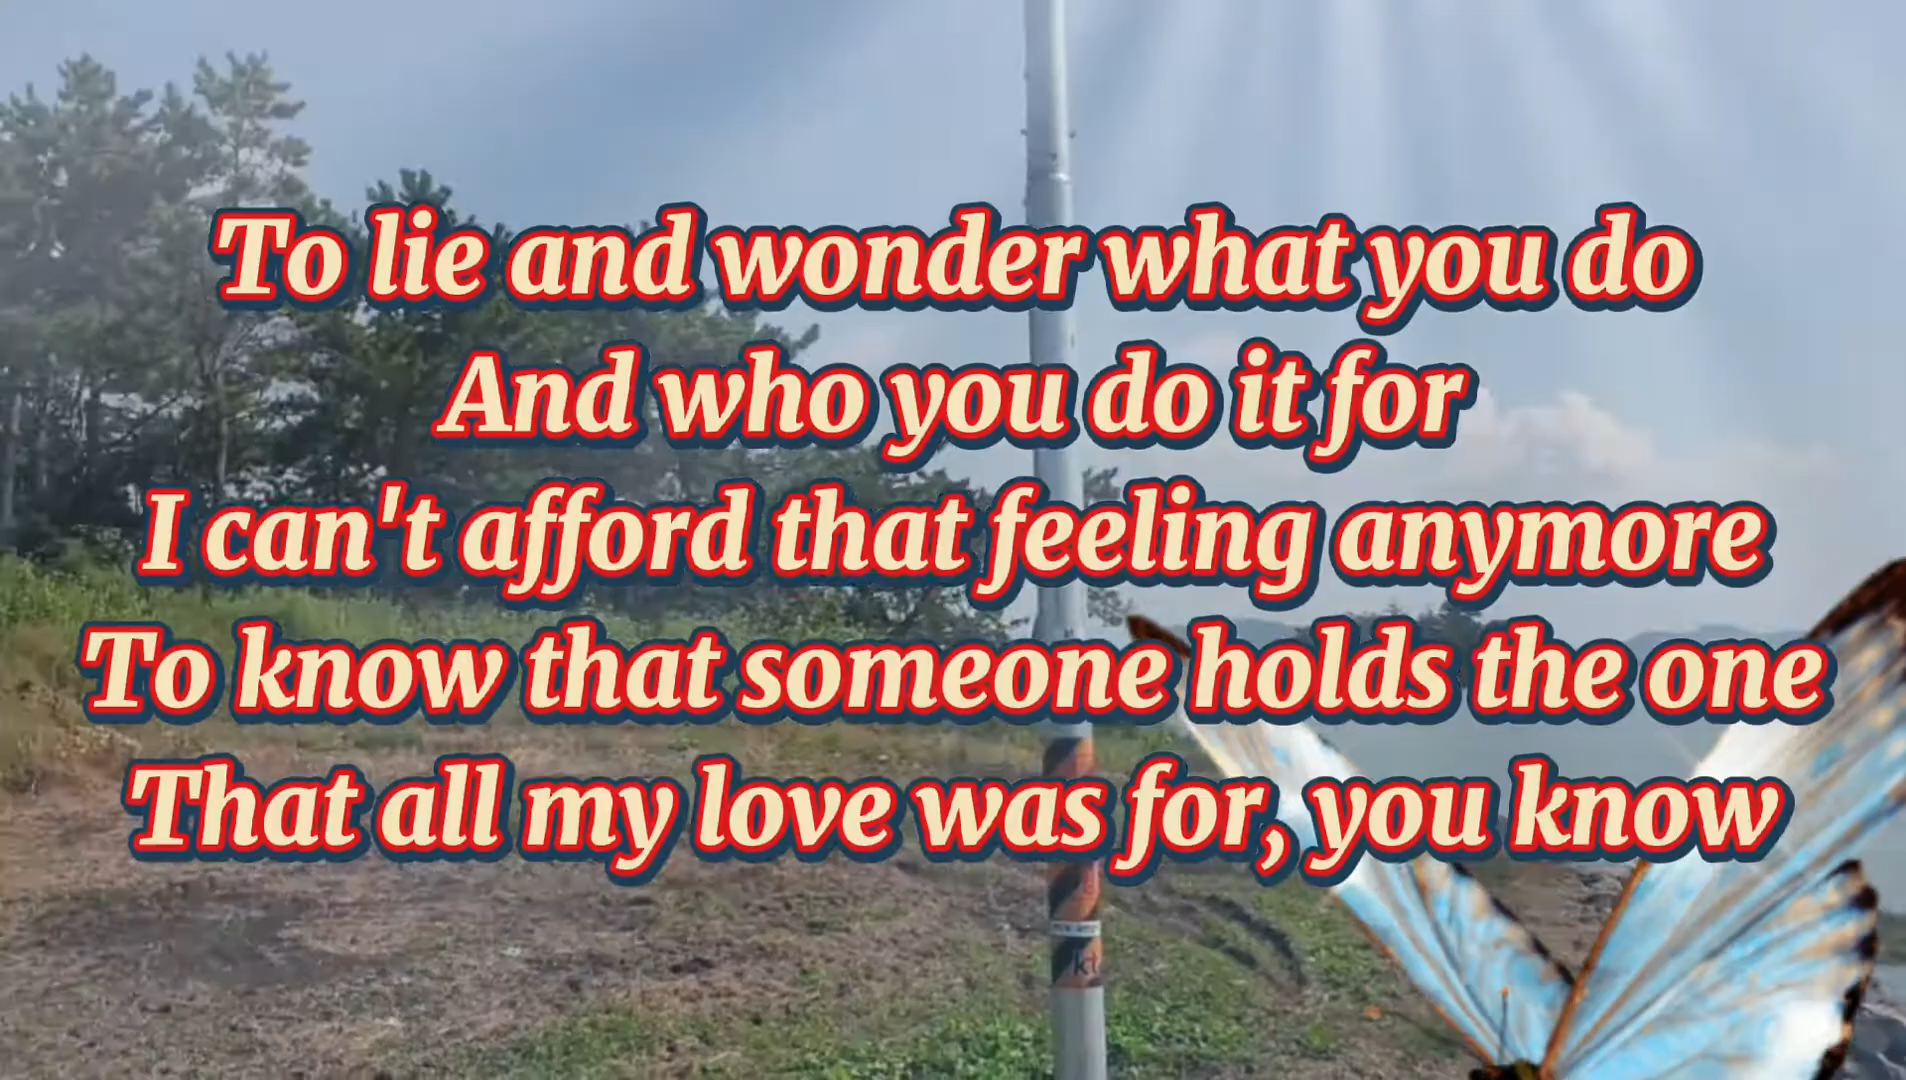 To lie and wonder what you do
And who you do it for
I can't afford that feeling anymore
To know that someone holds the one
That all my love was for, you know
kt